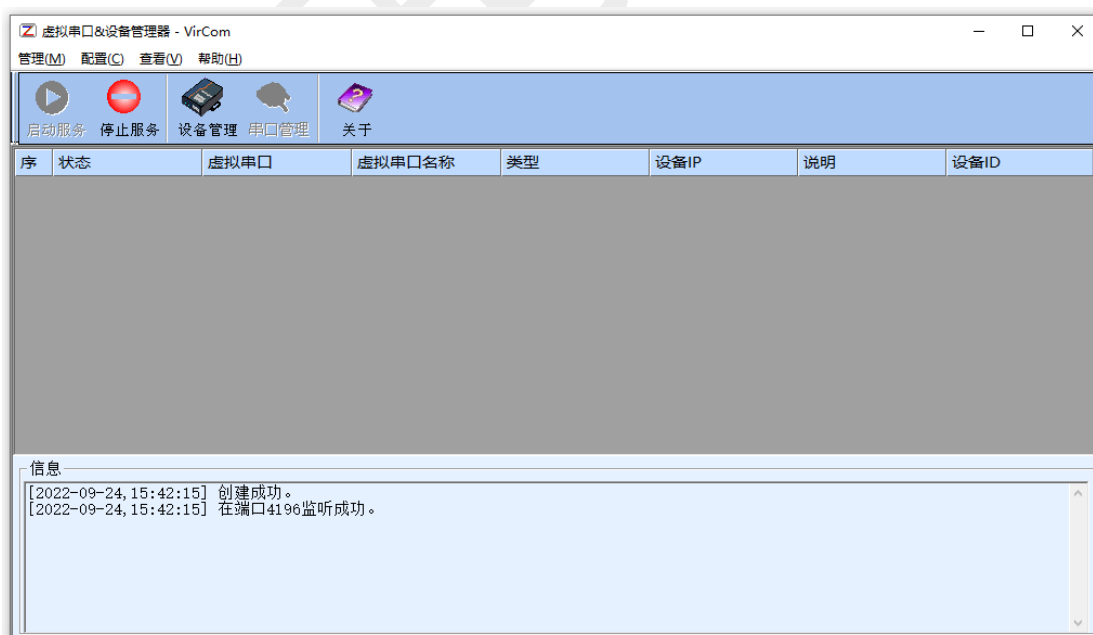 Z 虚拟串口&设备管理器 - VirCom
管理(M) 配置(C) 查看(V) 帮助(H)
启动服务 停止服务 设备管理 串口管理 关于
序 状态 虚拟串口 虚拟串口名称 类型 设备IP 说明 设备ID
信息
[2022-09-24,15:42:15] 创建成功。
[2022-09-24,15:42:15] 在端口4196监听成功。